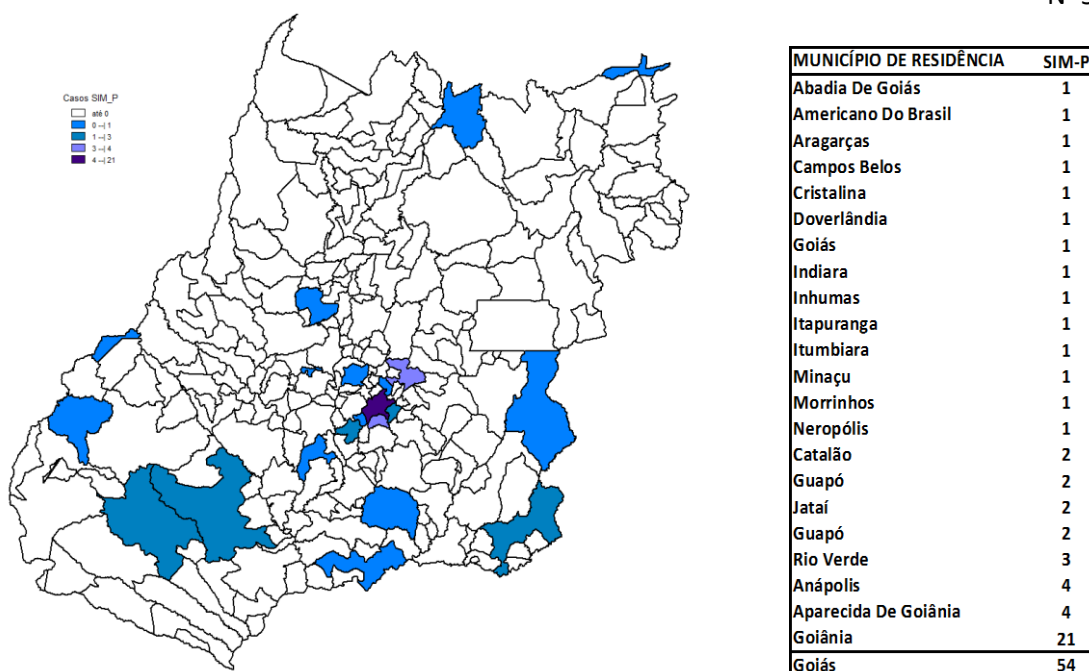 Nº 
Casos SIM_P
até 0
0 --| 1
1 --| 3
3 --| 4
4 --| 21
MUNICÍPIO DE RESIDÊNCIA SIM-P
Abadia De Goiás 1
Americano Do Brasil 1
Aragarças 1
Campos Belos 1
Cristalina 1
Doverlândia 1
Goiás 1
Indiara 1
Inhumas 1
Itapuranga 1
Itumbiara 1
Minaçu 1
Morrinhos 1
Neropólis 1
Catalão 2
Guapó 2
Jataí 2
Guapó 2
Rio Verde 3
Anápolis 4
Aparecida De Goiânia 4
Goiânia 21
Goiás 54